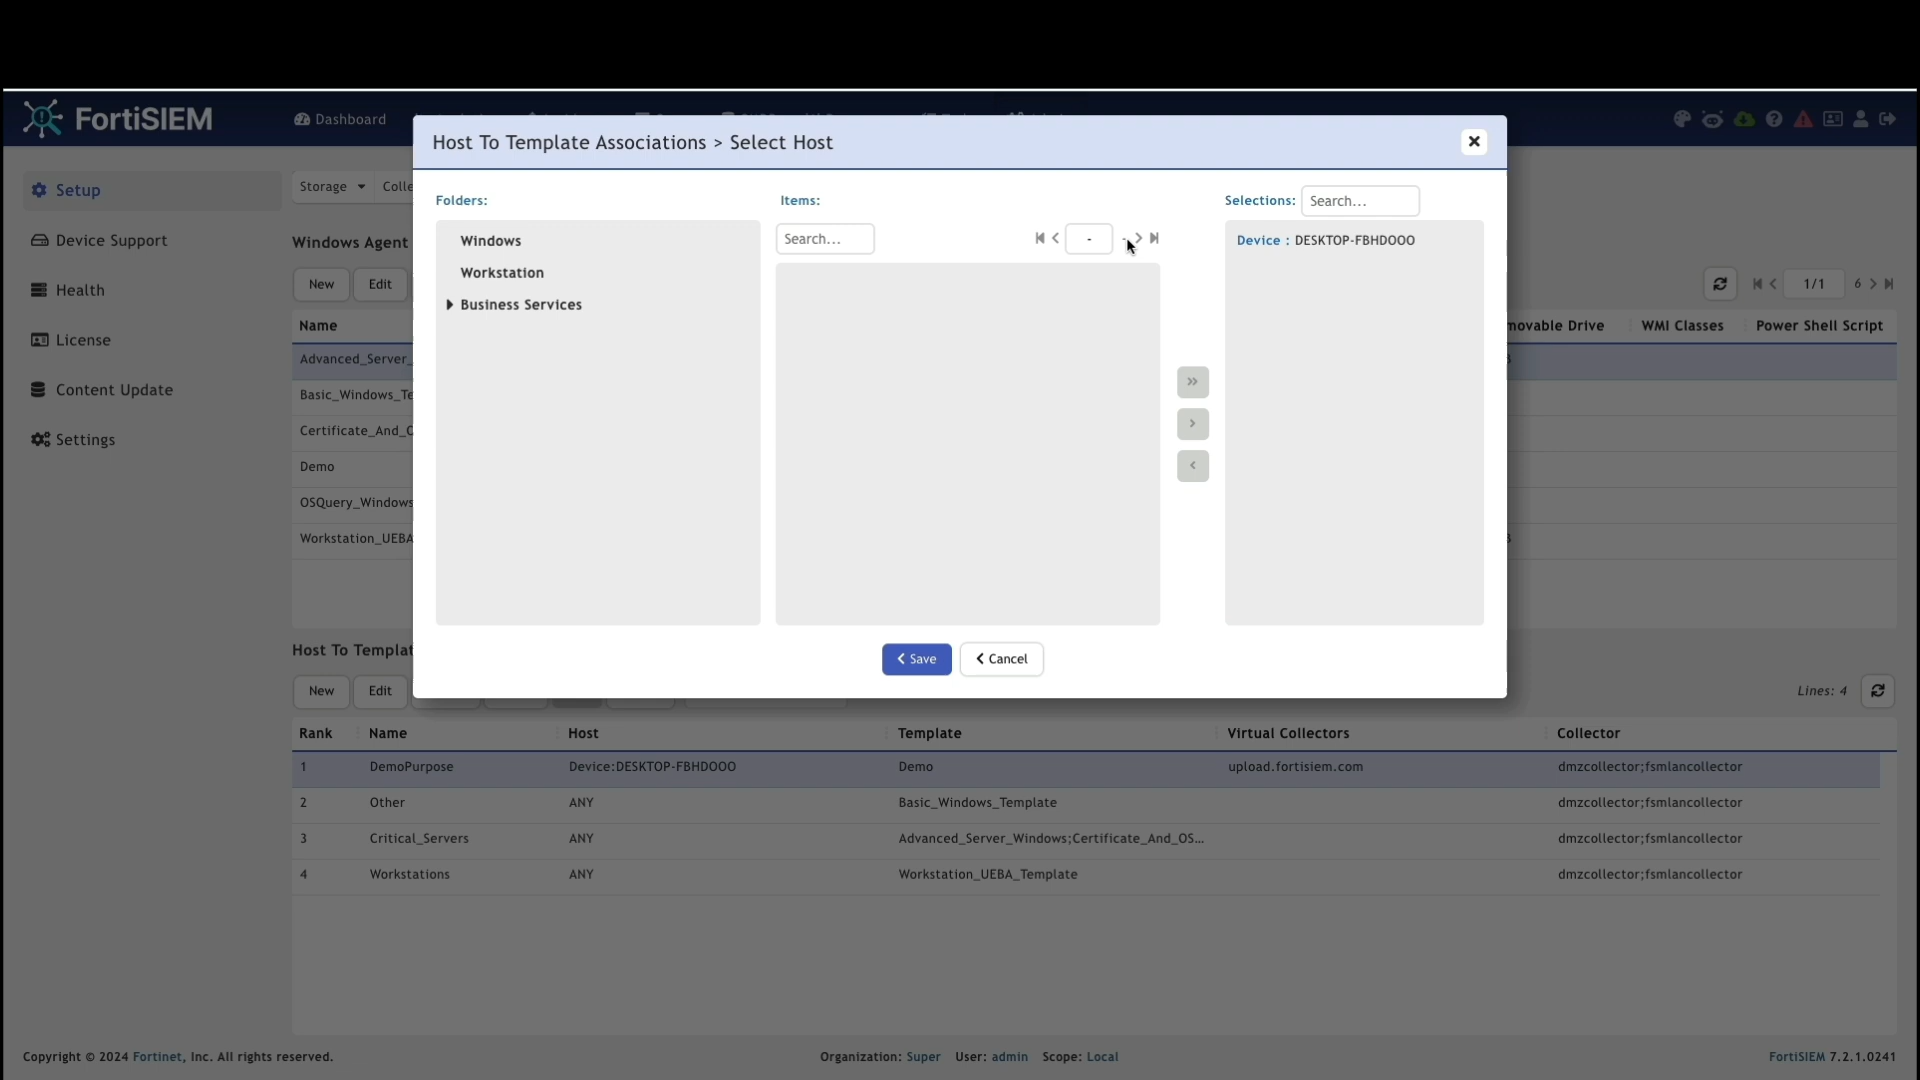 FortiSIEM
Dashboard
Host To Template Associations > Select Host
Setup
Device Support
Health
License
Content Update
Settings
Storage
Windows Agent
New Edit
Name
Advanced_Server_
Certificate_And_
Demo
OSQuery_Windows
Workstation_UEBA
Folders:
Windows
Workstation
Business Services
Items:
Search...
-
Selections: Search...
Device : DESKTOP-FBHDOOO
Save Cancel
1/1 6
movable Drive WMI Classes Power Shell Script
Host To Templat
New Edit
Lines: 4
Rank Name Host Template Virtual Collectors Collector
1 DemoPurpose Device:DESKTOP-FBHDOOO Demo upload.fortisiem.com dmzcollector;fsmlancollector
2 Other ANY Basic_Windows_Template dmzcollector;fsmlancollector
3 Critical_Servers ANY Advanced_Server_Windows;Certificate_And_OS... dmzcollector;fsmlancollector
4 Workstations ANY Workstation_UEBA_Template dmzcollector;fsmlancollector
Copyright © 2024 Fortinet, Inc. All rights reserved.
Organization: Super User: admin Scope: Local
FortiSIEM 7.2.1.0241